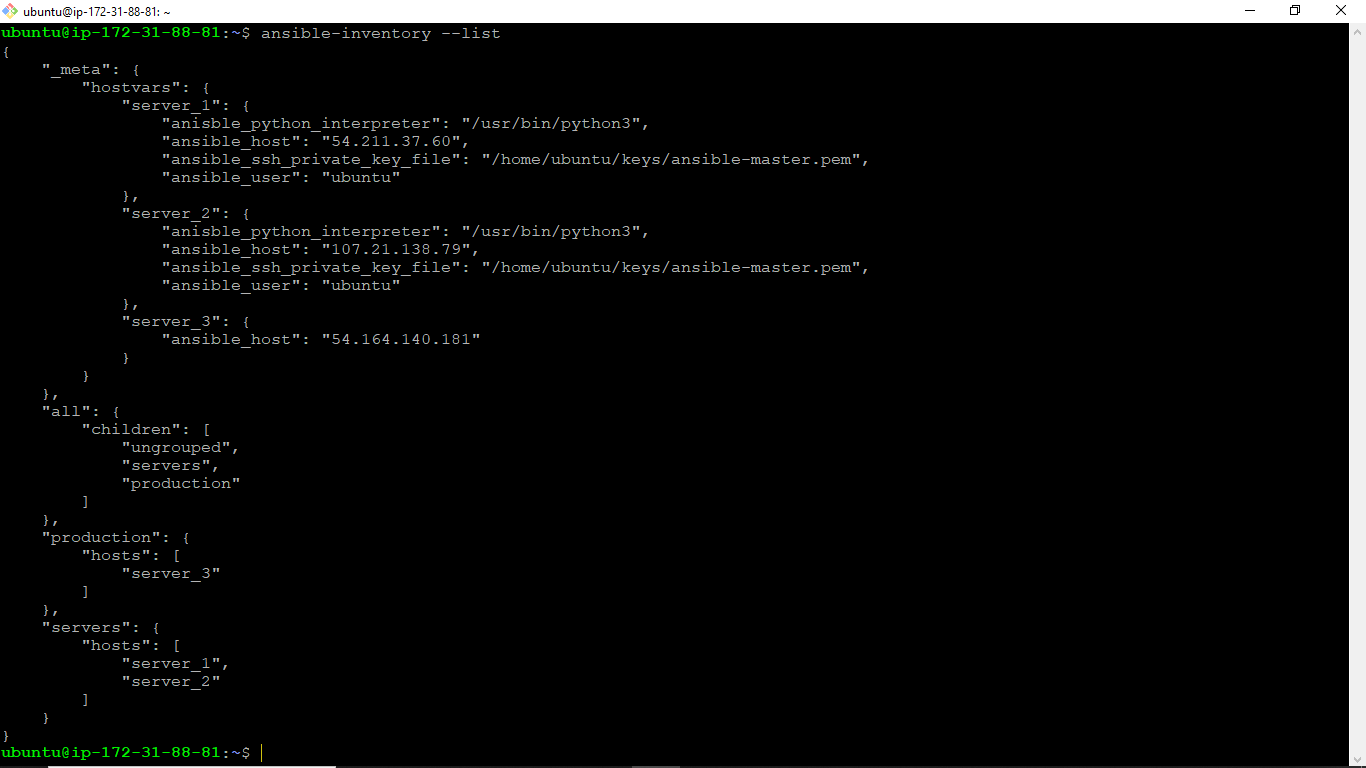 ubuntu@ip-172-31-88-81: ~
ubuntu@ip-172-31-88-81:~$ ansible-inventory --list
{
    "_meta": {
        "hostvars": {
            "server_1": {
                "anisble_python_interpreter": "/usr/bin/python3",
                "ansible_host": "54.211.37.60",
                "ansible_ssh_private_key_file": "/home/ubuntu/keys/ansible-master.pem",
                "ansible_user": "ubuntu"
            },
            "server_2": {
                "anisble_python_interpreter": "/usr/bin/python3",
                "ansible_host": "107.21.138.79",
                "ansible_ssh_private_key_file": "/home/ubuntu/keys/ansible-master.pem",
                "ansible_user": "ubuntu"
            },
            "server_3": {
                "ansible_host": "54.164.140.181"
            }
        }
    },
    "all": {
        "children": [
            "ungrouped",
            "servers",
            "production"
        ]
    },
    "production": {
        "hosts": [
            "server_3"
        ]
    },
    "servers": {
        "hosts": [
            "server_1",
            "server_2"
        ]
    }
}
ubuntu@ip-172-31-88-81:~$